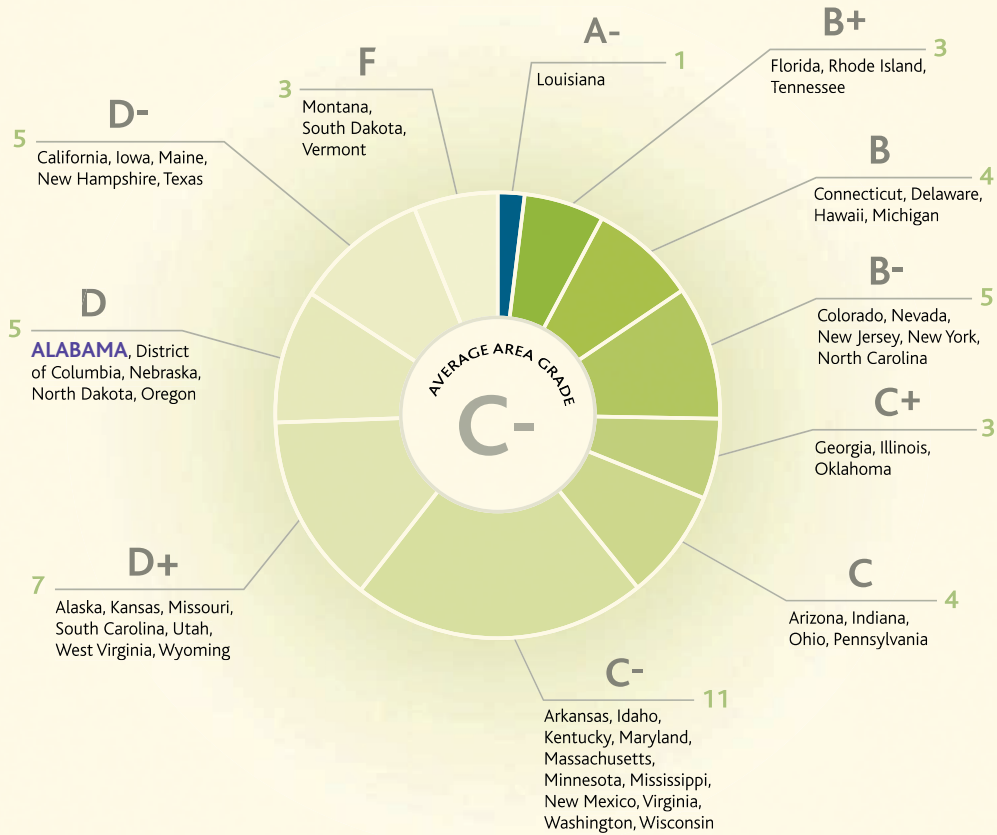 A-
1
Louisiana
B+
3
Florida, Rhode Island,
Tennessee
B
4
Connecticut, Delaware,
Hawaii, Michigan
B-
5
Colorado, Nevada,
New Jersey, New York,
North Carolina
C+
3
Georgia, Illinois,
Oklahoma
C
4
Arizona, Indiana,
Ohio, Pennsylvania
C-
11
Arkansas, Idaho,
Kentucky, Maryland,
Massachusetts,
Minnesota, Mississippi,
New Mexico, Virginia,
Washington, Wisconsin
D+
7
Alaska, Kansas, Missouri,
South Carolina, Utah,
West Virginia, Wyoming
D
5
ALABAMA, District
of Columbia, Nebraska,
North Dakota, Oregon
D-
5
California, Iowa, Maine,
New Hampshire, Texas
F
3
Montana,
South Dakota,
Vermont
AVERAGE AREA GRADE
C-